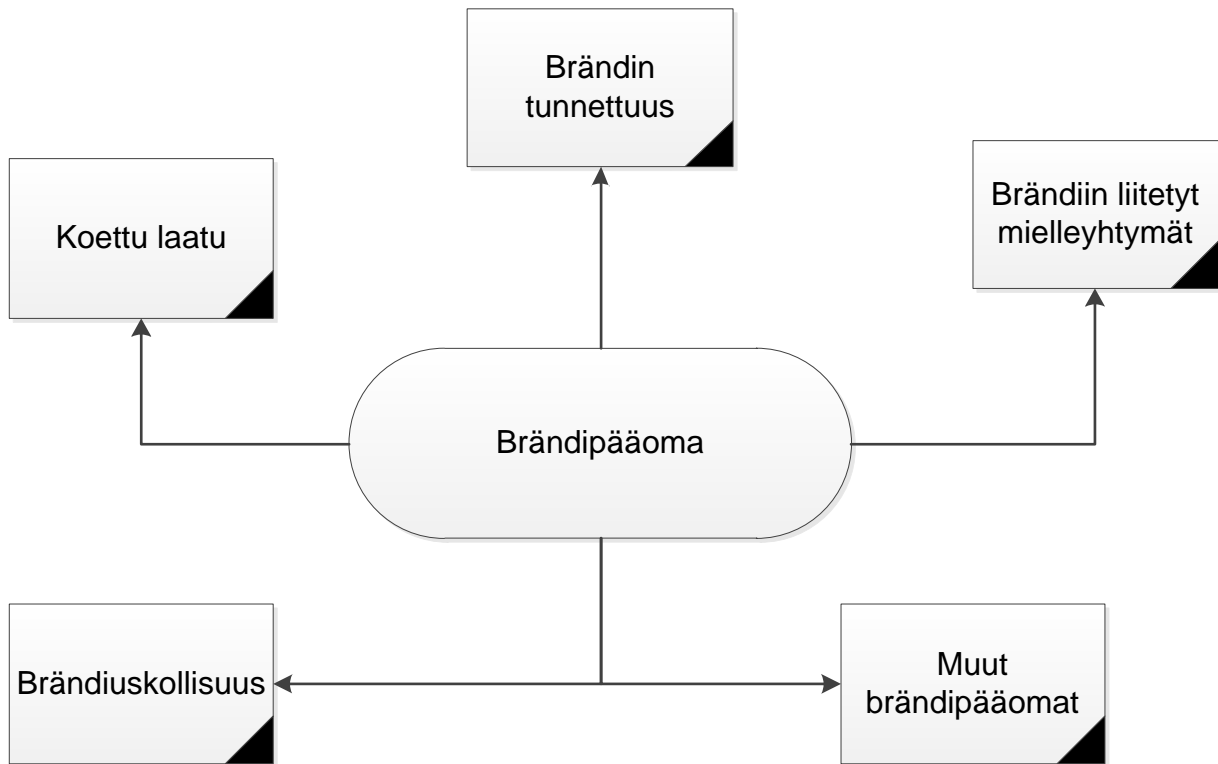 Brändin
tunnettuus
Brändiin liitetyt
mielleyhtymät
Koettu laatu
Brändipääoma
Brändiuskollisuus
Muut
brändipääomat